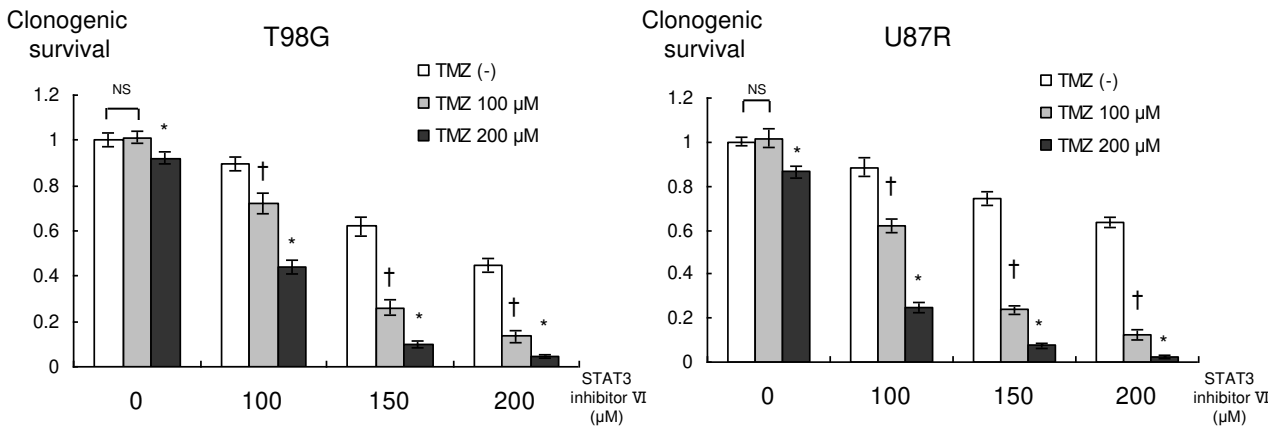 Clonogenic
survival
T98G
TMZ (-)
TMZ 100 µM
TMZ 200 µM
NS
1.2
1
0.8
0.6
0.4
0.2
0
*
†
*
†
*
†
*
0
100
150
200
STAT3
inhibitor Ⅵ
(µM)
Clonogenic
survival
U87R
TMZ (-)
TMZ 100 µM
TMZ 200 µM
NS
1.2
1
0.8
0.6
0.4
0.2
0
*
†
*
†
*
†
*
0
100
150
200
STAT3
inhibitor Ⅵ
(µM)